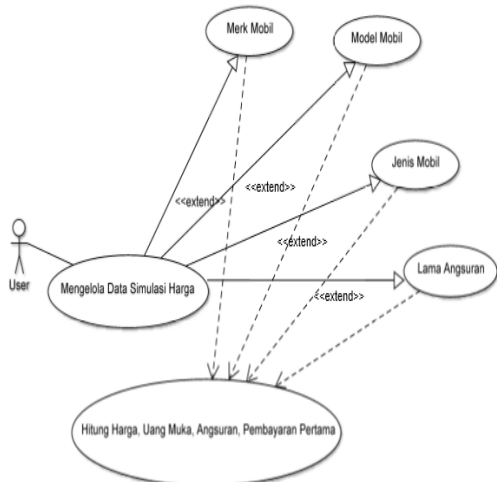 Merk Mobil
Model Mobil
Jenis Mobil
<<extend>>
<<extend>>
<<extend>>
<<extend>>
Lama Angsuran
User
Mengelola Data Simulasi Harga
Hitung Harga, Uang Muka, Angsuran, Pembayaran Pertama